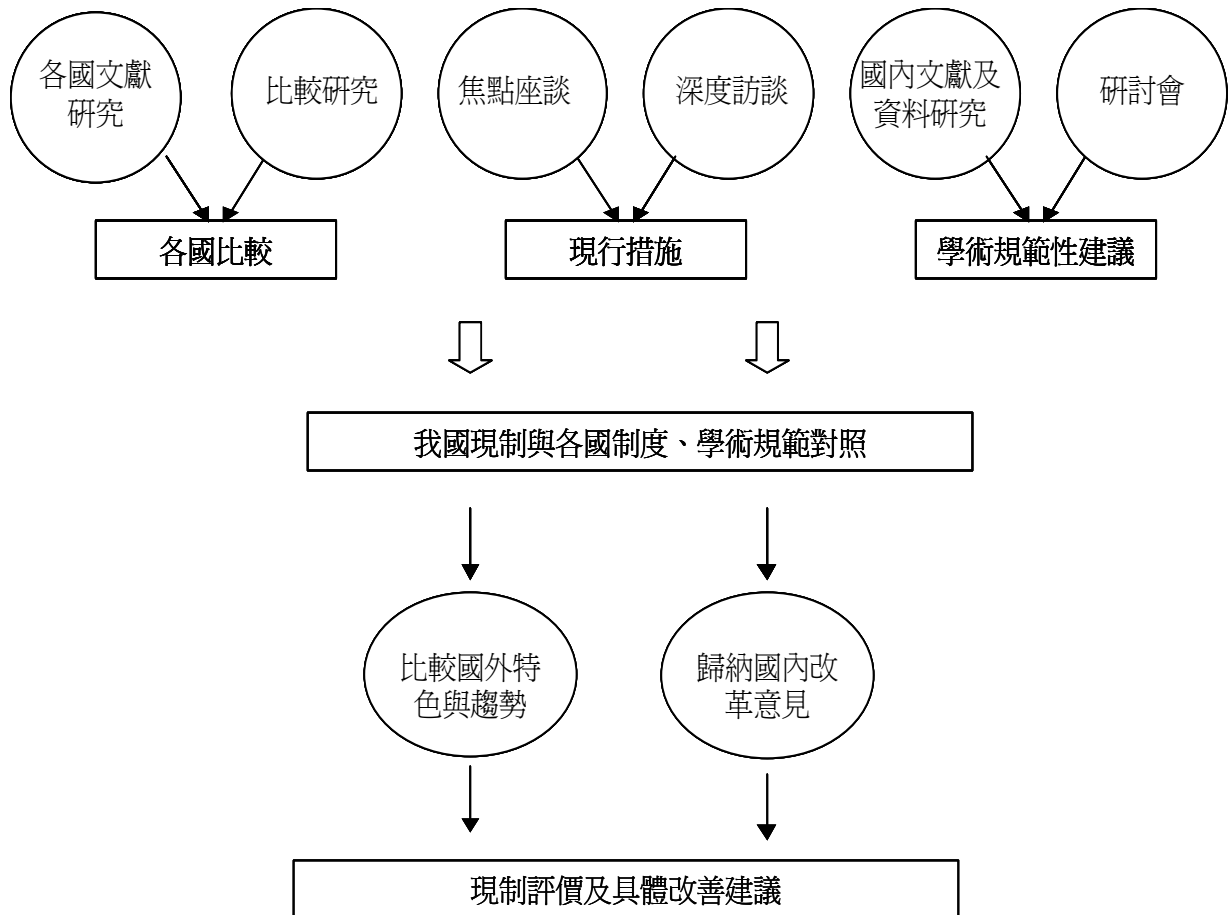 各國文獻
研究
比較研究
焦點座談
深度訪談
國內文獻及
資料研究
研討會
各國比較
現行措施
學術規範性建議
我國現制與各國制度、學術規範對照
比較國外特
色與趨勢
歸納國內改
革意見
現制評價及具體改善建議